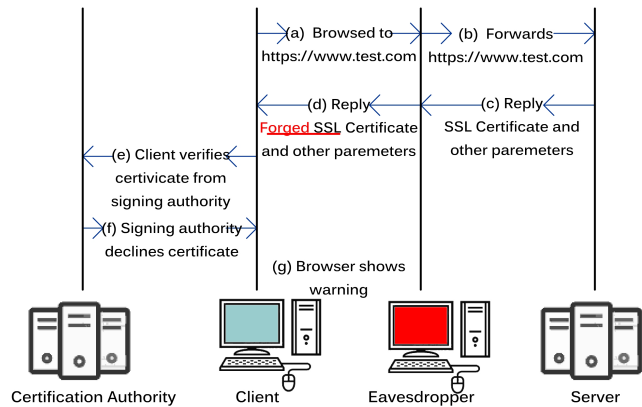 (a) Browsed to
https://www.test.com
(b) Forwards
https://www.test.com
(d) Reply
Forged SSL Certificate
and other paremeters
(c) Reply
SSL Certificate and
other paremeters
(e) Client verifies
certivicate from
signing authority
(f) Signing authority
declines certificate
(g) Browser shows
warning
Certification Authority
Client
Eavesdropper
Server